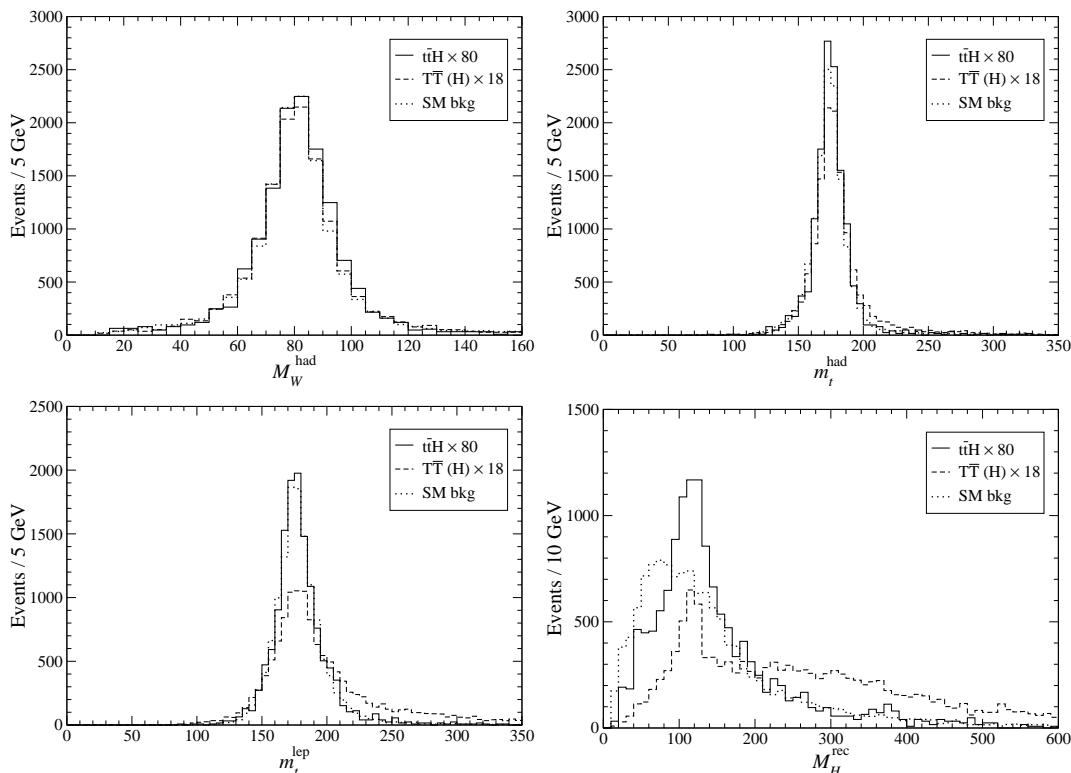 Events / 5 GeV
3000
2500
2000
1500
1000
500
0
0 20 40 60 80 100 120 140 160
M_W^had
tt̄H × 80
TT̄ (H) × 18
SM bkg
Events / 5 GeV
3000
2500
2000
1500
1000
500
0
0 50 100 150 200 250 300 350
m_t^had
tt̄H × 80
TT̄ (H) × 18
SM bkg
Events / 5 GeV
2500
2000
1500
1000
500
0
0 50 100 150 200 250 300 350
m_t^lep
tt̄H × 80
TT̄ (H) × 18
SM bkg
Events / 10 GeV
1500
1000
500
0
0 100 200 300 400 500 600
M_H^rec
tt̄H × 80
TT̄ (H) × 18
SM bkg